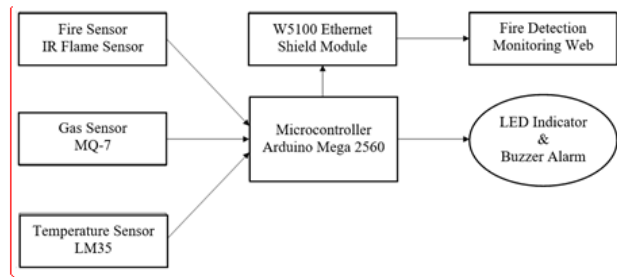 Fire Sensor
IR Flame Sensor
W5100 Ethernet
Shield Module
Fire Detection
Monitoring Web
Gas Sensor
MQ-7
Microcontroller
Arduino Mega 2560
LED Indicator
&
Buzzer Alarm
Temperature Sensor
LM35